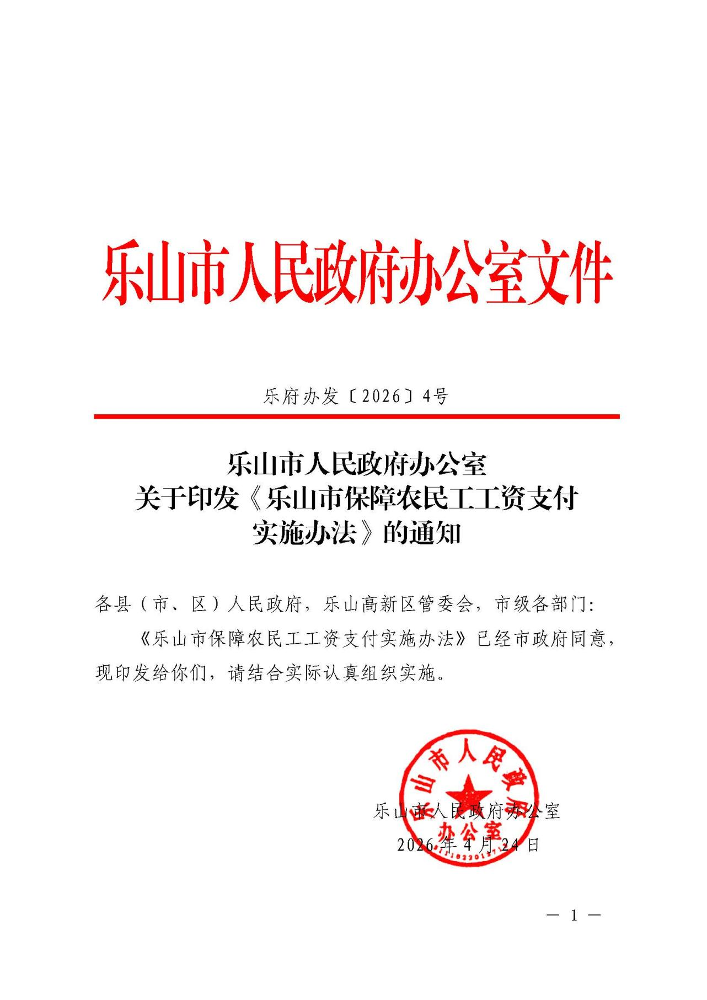 乐山市人民政府办公室文件
乐府办发〔2026〕4号
乐山市人民政府办公室
关于印发《乐山市保障农民工工资支付
实施办法》的通知
各县（市、区）人民政府，乐山高新区管委会，市级各部门：
《乐山市保障农民工工资支付实施办法》已经市政府同意，
现印发给你们，请结合实际认真组织实施。
乐山市人民政府
办公室
乐山市人民政府办公室
2026年4月24日
— 1 —